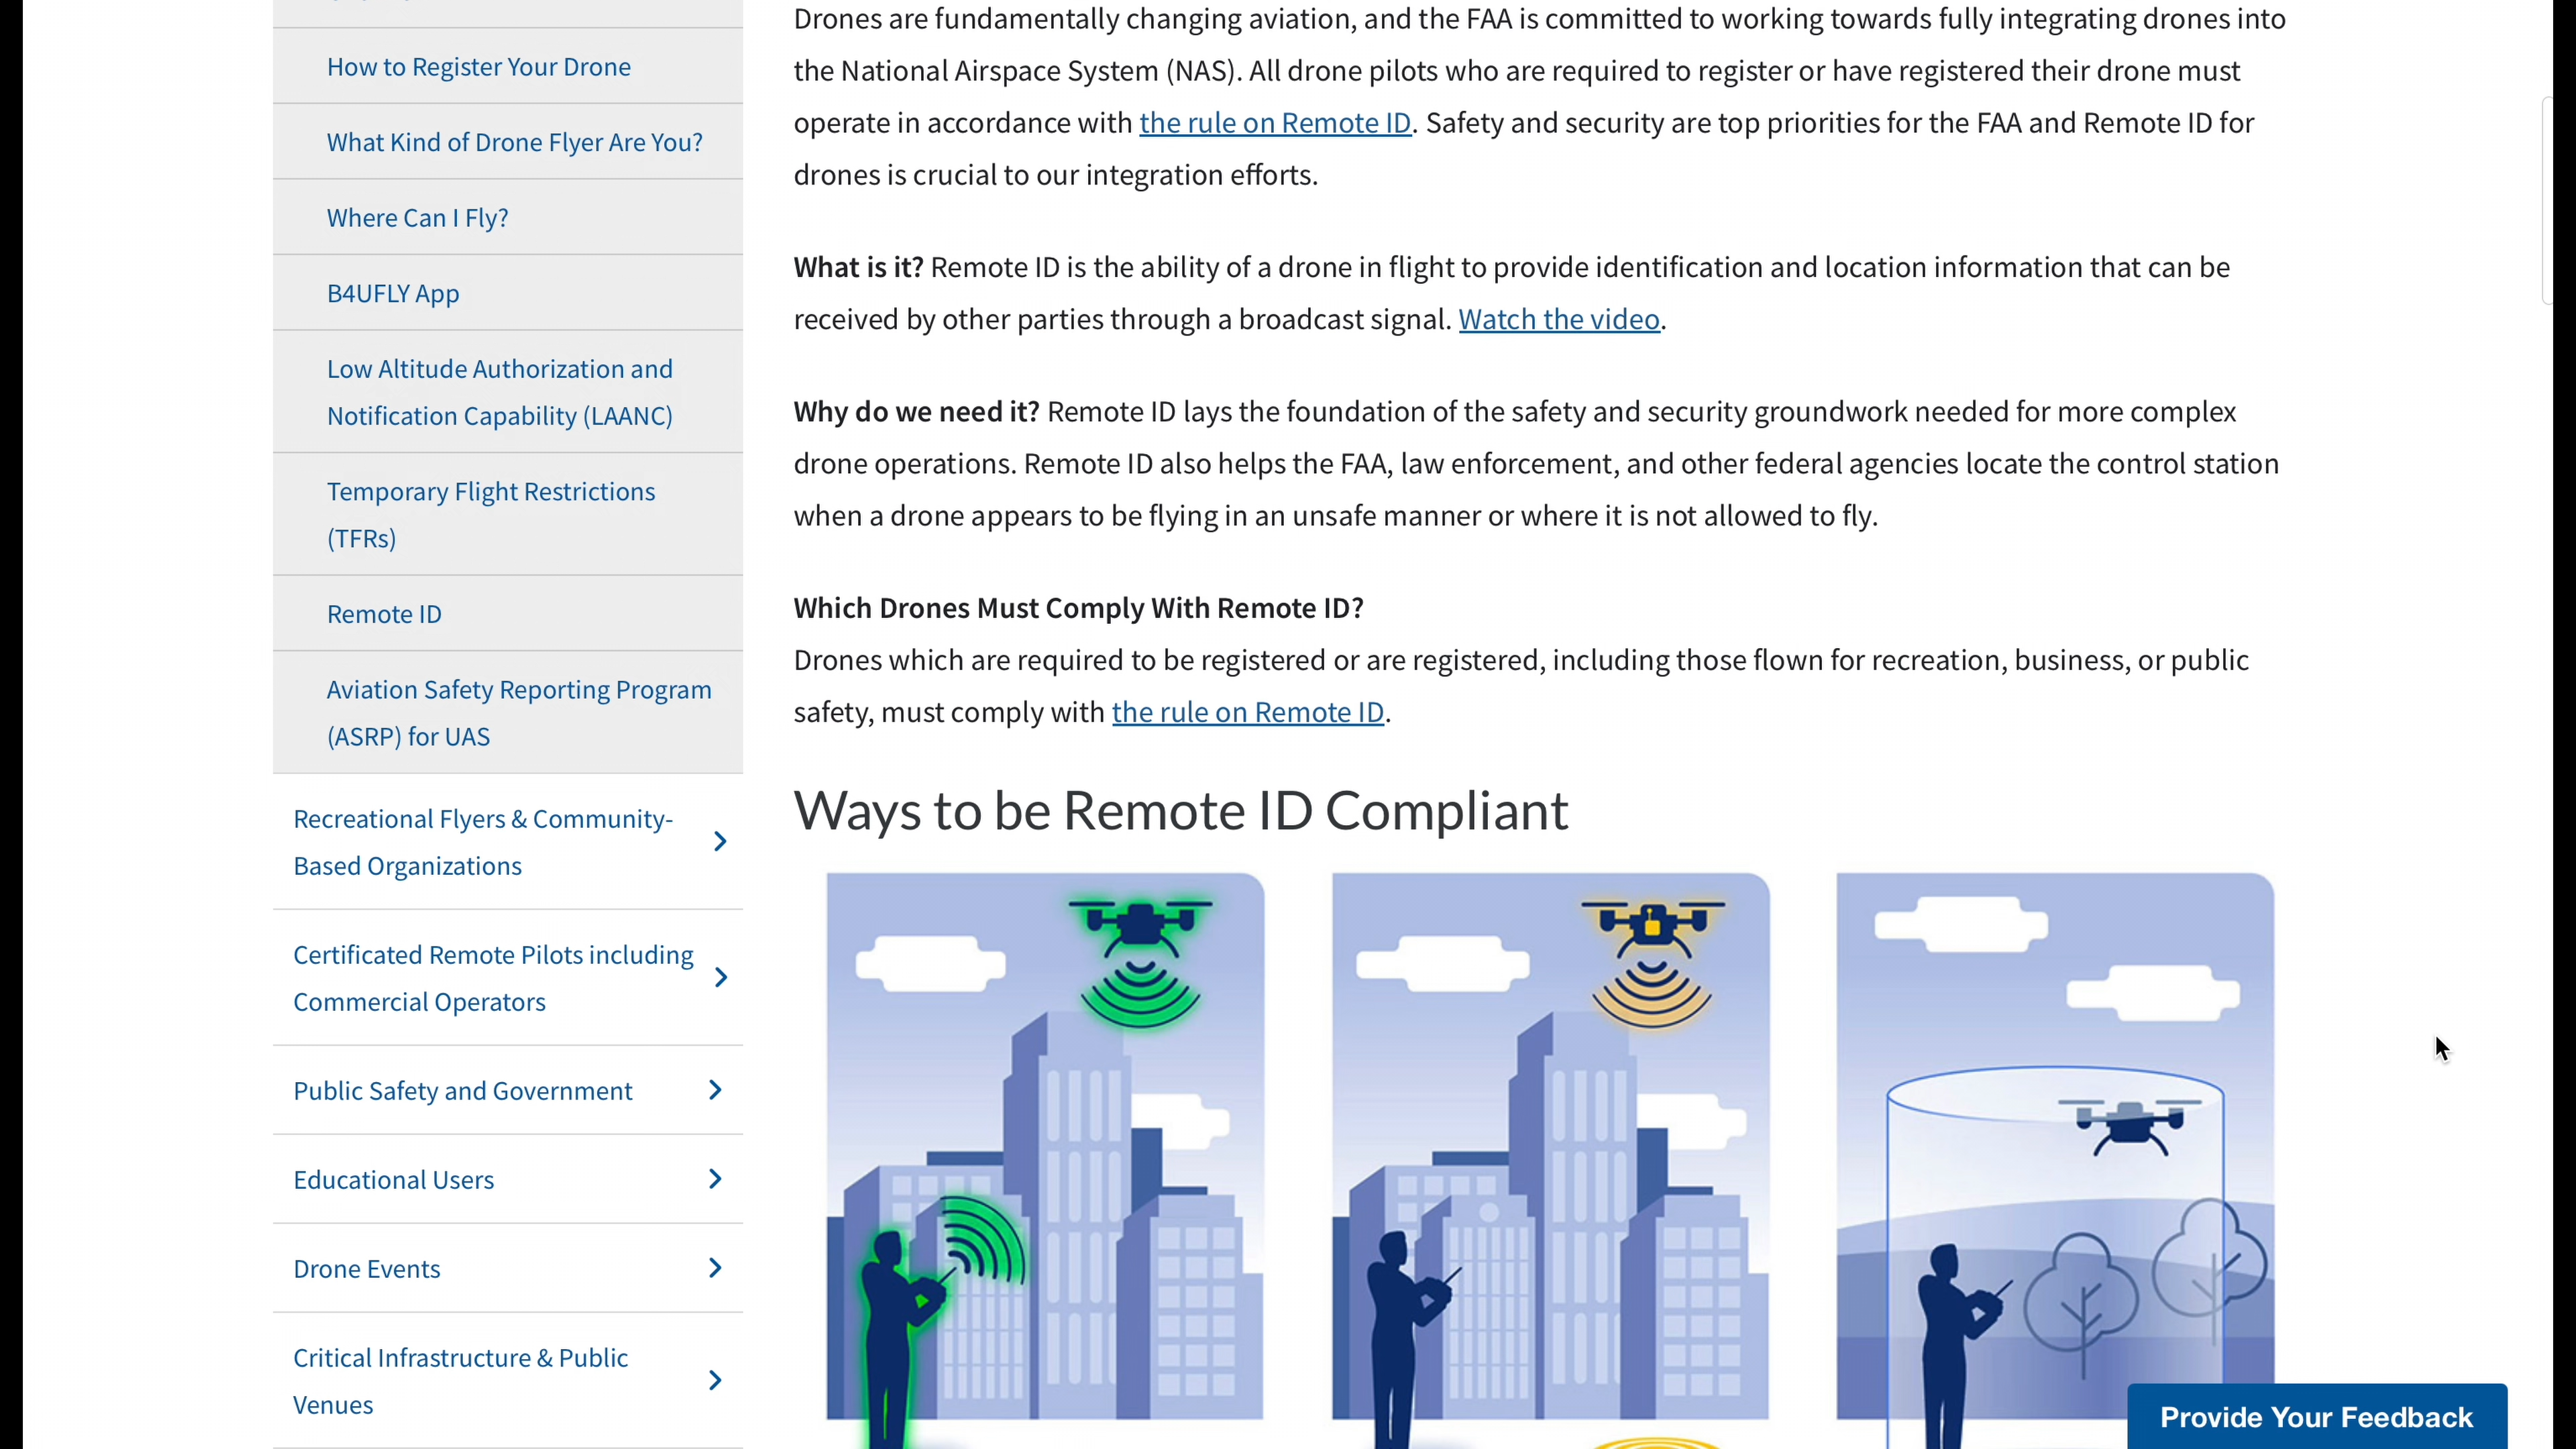 How to Register Your Drone
What Kind of Drone Flyer Are You?
Where Can I Fly?
B4UFLY App
Low Altitude Authorization and
Notification Capability (LAANC)
Temporary Flight Restrictions
(TFRs)
Remote ID
Aviation Safety Reporting Program
(ASRP) for UAS
Recreational Flyers & Community-
Based Organizations
Certificated Remote Pilots including
Commercial Operators
Public Safety and Government
Educational Users
Drone Events
Critical Infrastructure & Public
Venues
Drones are fundamentally changing aviation, and the FAA is committed to working towards fully integrating drones into
the National Airspace System (NAS). All drone pilots who are required to register or have registered their drone must
operate in accordance with the rule on Remote ID. Safety and security are top priorities for the FAA and Remote ID for
drones is crucial to our integration efforts.
What is it? Remote ID is the ability of a drone in flight to provide identification and location information that can be
received by other parties through a broadcast signal. Watch the video.
Why do we need it? Remote ID lays the foundation of the safety and security groundwork needed for more complex
drone operations. Remote ID also helps the FAA, law enforcement, and other federal agencies locate the control station
when a drone appears to be flying in an unsafe manner or where it is not allowed to fly.
Which Drones Must Comply With Remote ID?
Drones which are required to be registered or are registered, including those flown for recreation, business, or public
safety, must comply with the rule on Remote ID.
Ways to be Remote ID Compliant
Provide Your Feedback